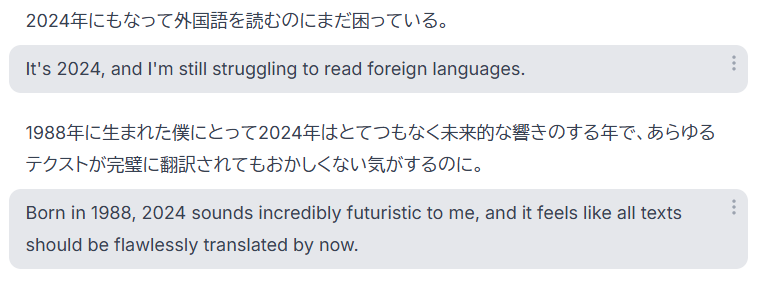 2024年にもなって外国語を読むのにまだ困っている。
It's 2024, and I'm still struggling to read foreign languages.
1988年に生まれた僕にとって2024年はとてつもなく未来的な響きのする年で、あらゆる
テクストが完璧に翻訳されてもおかしくない気がするのに。
Born in 1988, 2024 sounds incredibly futuristic to me, and it feels like all texts
should be flawlessly translated by now.